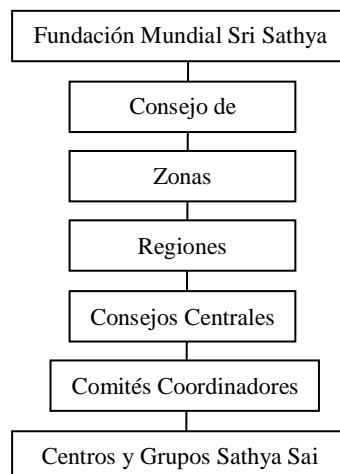 Fundación Mundial Sri Sathya
Consejo de
Zonas
Regiones
Consejos Centrales
Comités Coordinadores
Centros y Grupos Sathya Sai